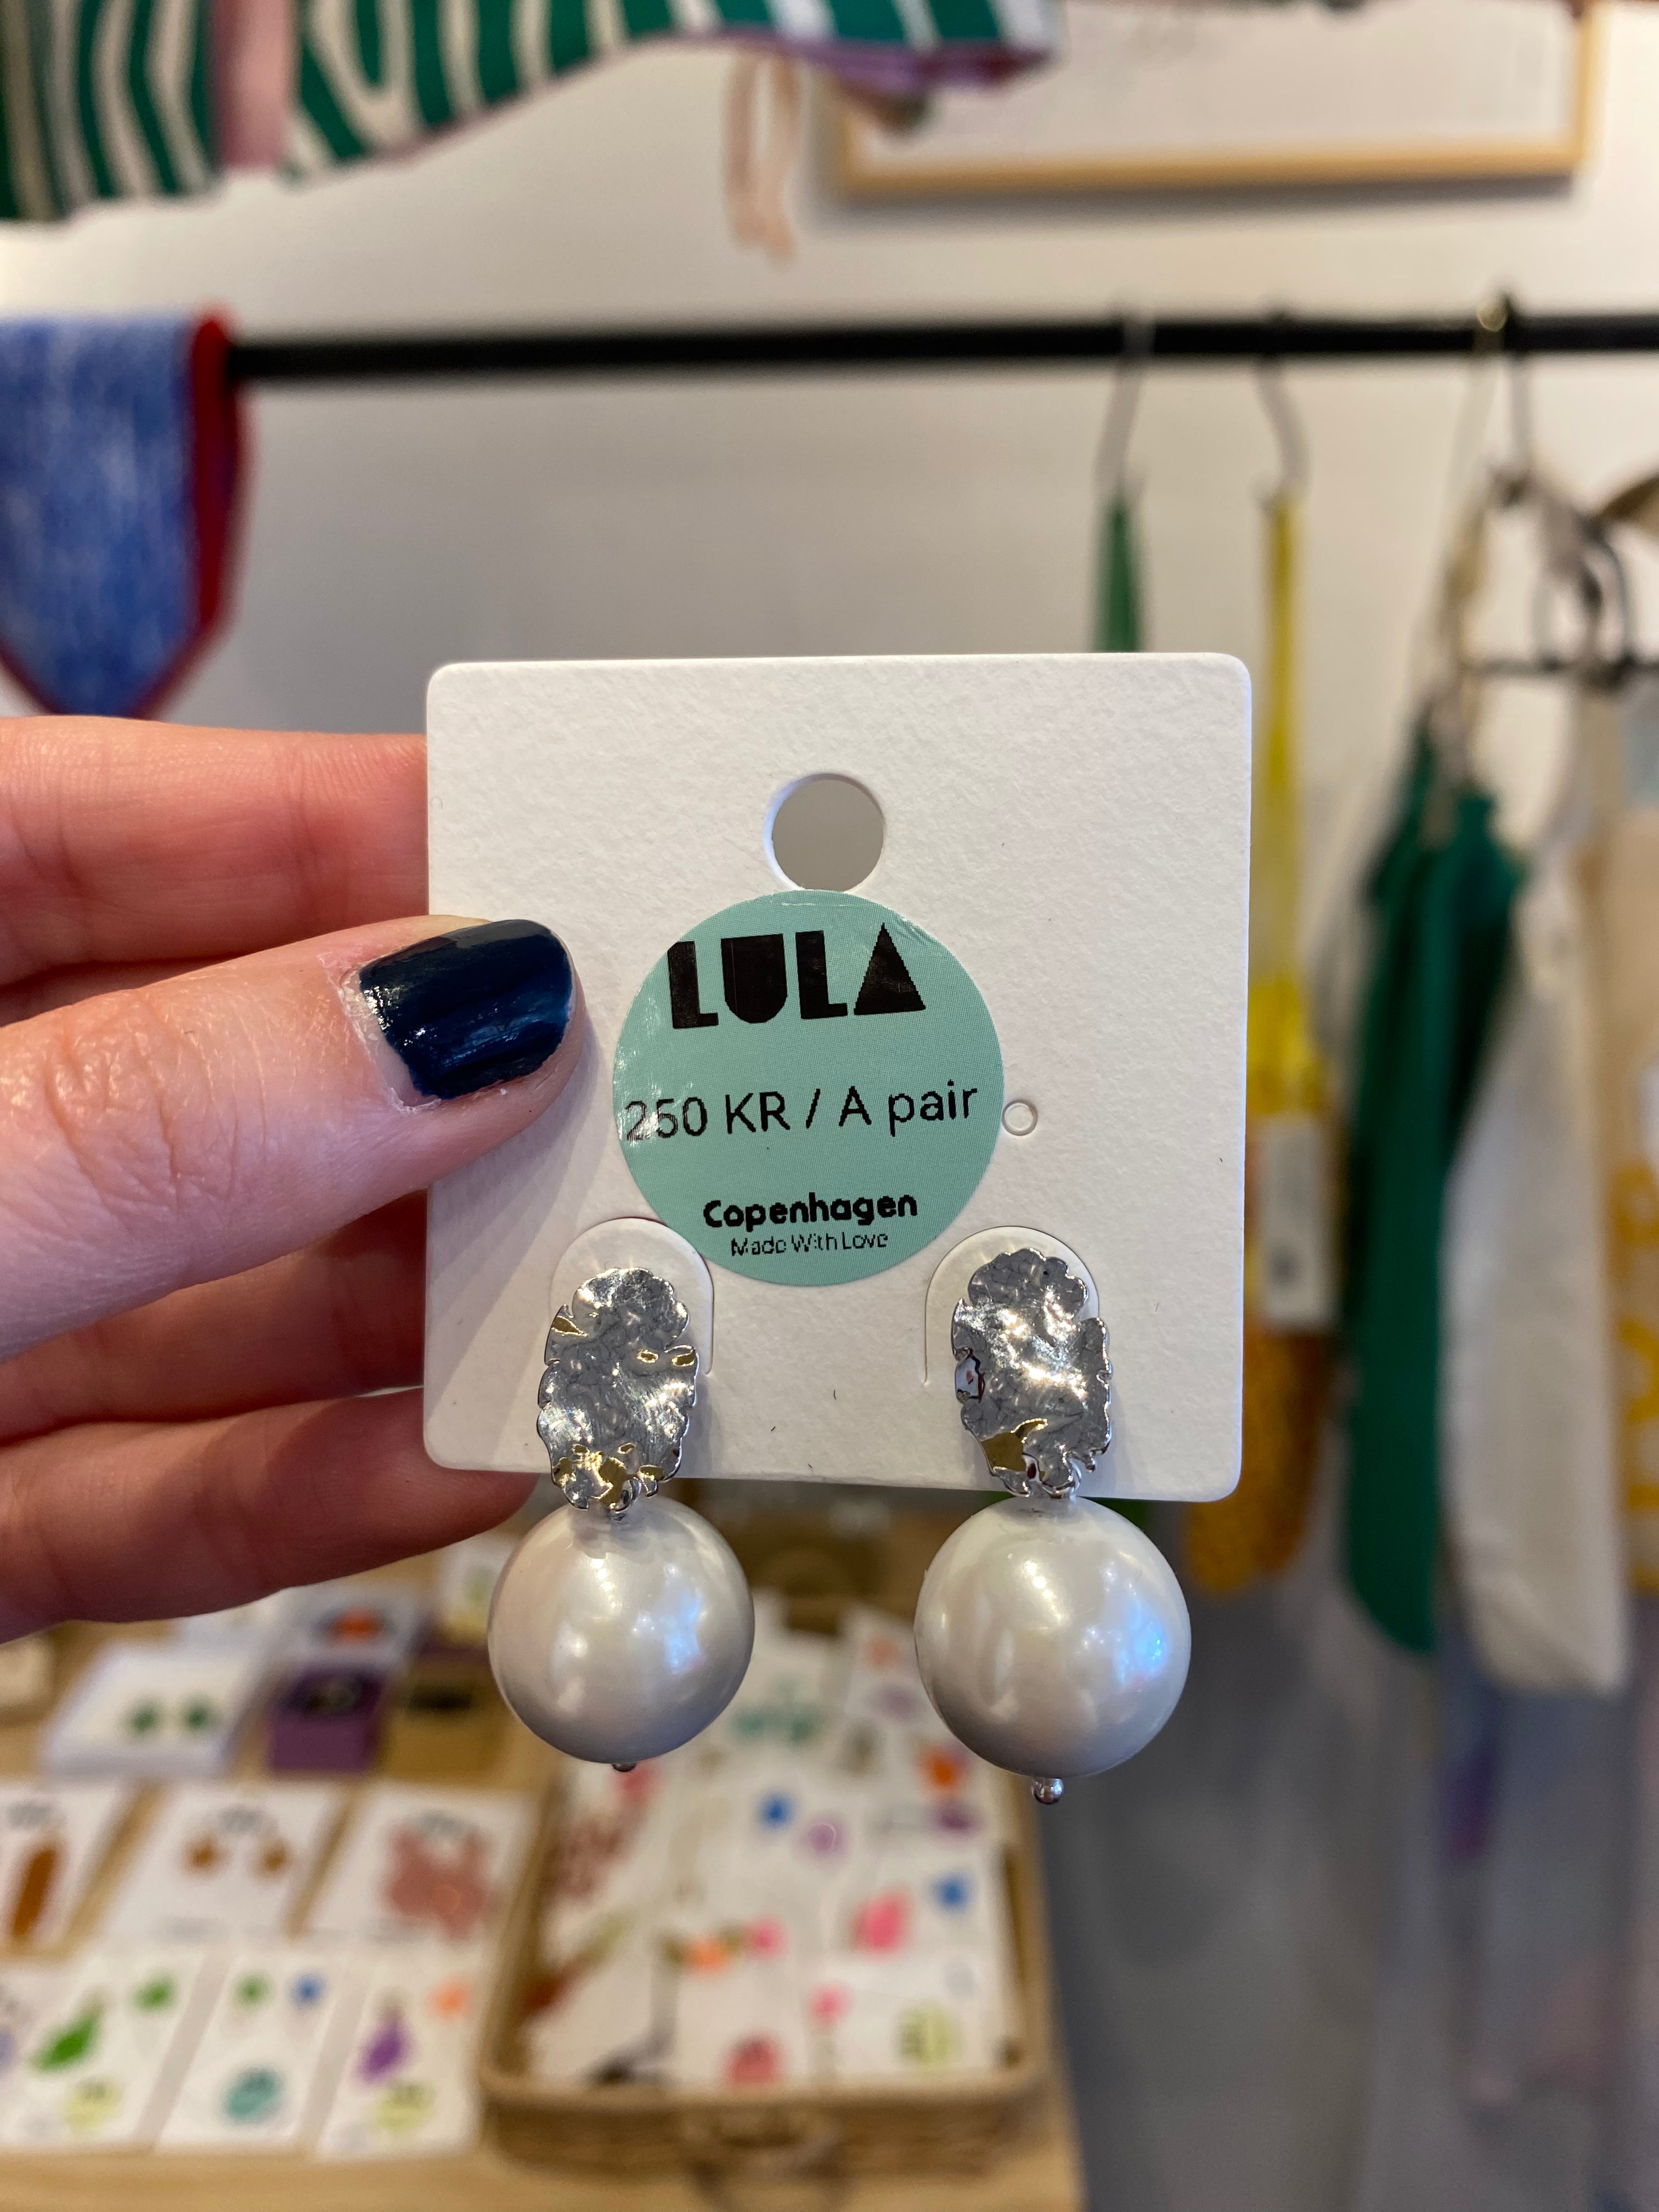 LULA
250 KR / A pair
Copenhagen
Made With Love